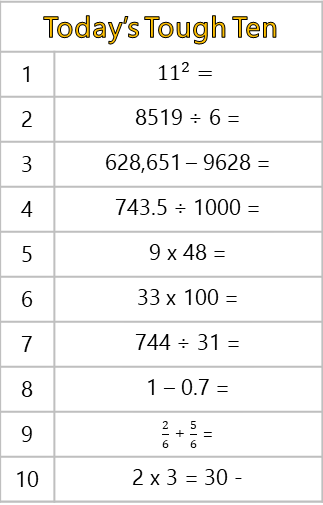 Today's Tough Ten
1 11² =
2 8519 ÷ 6 =
3 628,651 – 9628 =
4 743.5 ÷ 1000 =
5 9 x 48 =
6 33 x 100 =
7 744 ÷ 31 =
8 1 – 0.7 =
9 2/6 + 5/6 =
10 2 x 3 = 30 -